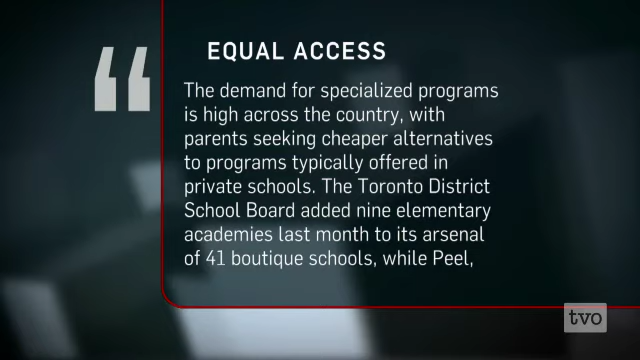 EQUAL ACCESS
The demand for specialized programs
is high across the country, with
parents seeking cheaper alternatives
to programs typically offered in
private schools. The Toronto District
School Board added nine elementary
academies last month to its arsenal
of 41 boutique schools, while Peel,
tvo